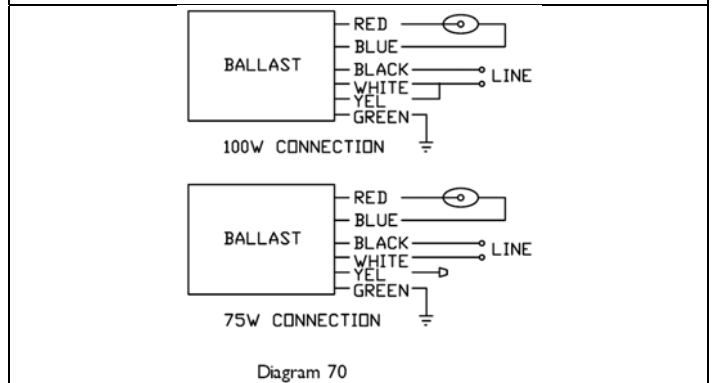 RED
BLUE
BALLAST
BLACK
LINE
WHITE
YEL
GREEN
100W CONNECTION
RED
BLUE
BALLAST
BLACK
LINE
WHITE
YEL
GREEN
75W CONNECTION
Diagram 70